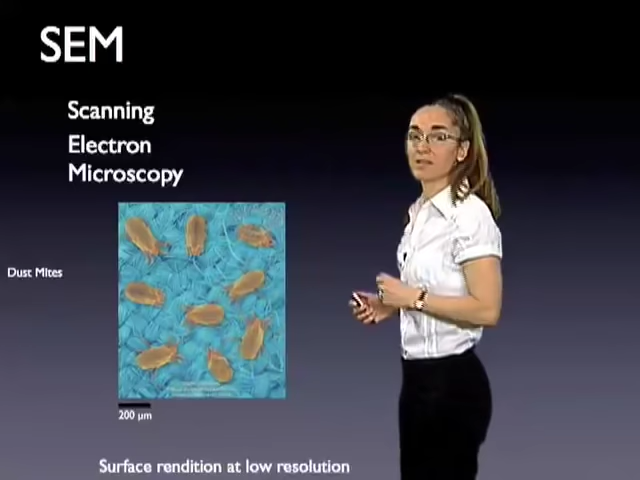 SEM
Scanning
Electron
Microscopy
Dust Mites
200 µm
Surface rendition at low resolution